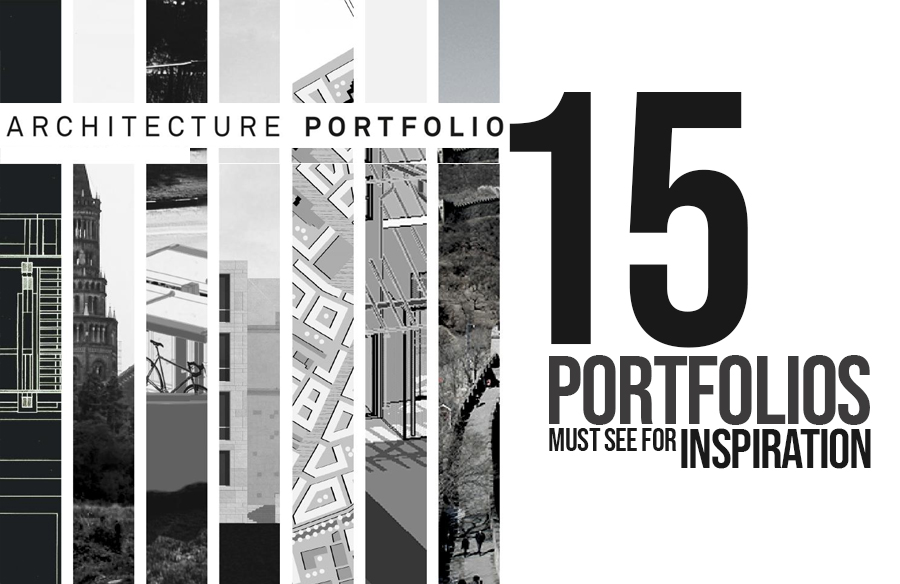 ARCHITECTURE PORTFOLIO
15
PORTFOLIOS
MUST SEE FOR INSPIRATION